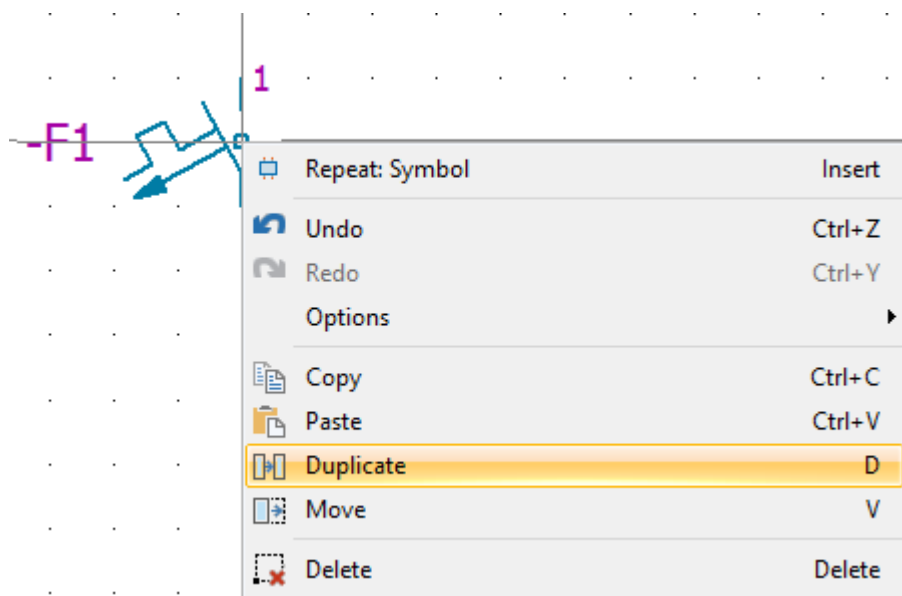 1
-F1
Repeat: Symbol Insert
Undo Ctrl+Z
Redo Ctrl+Y
Options
Copy Ctrl+C
Paste Ctrl+V
Duplicate D
Move V
Delete Delete